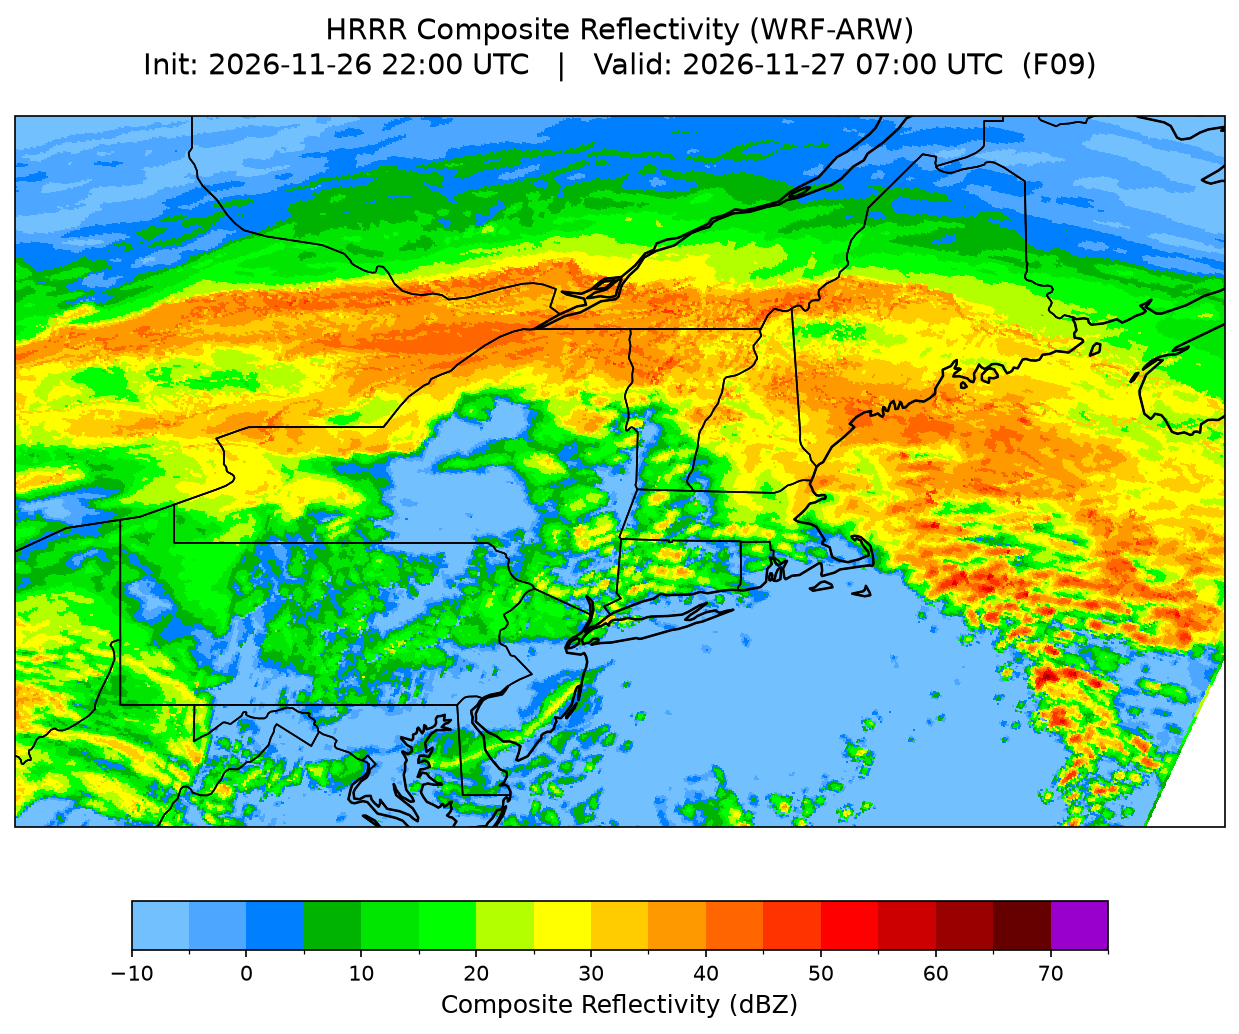 HRRR Composite Reflectivity (WRF-ARW)
Init: 2026-11-26 22:00 UTC | Valid: 2026-11-27 07:00 UTC (F09)
−10 0 10 20 30 40 50 60 70
Composite Reflectivity (dBZ)